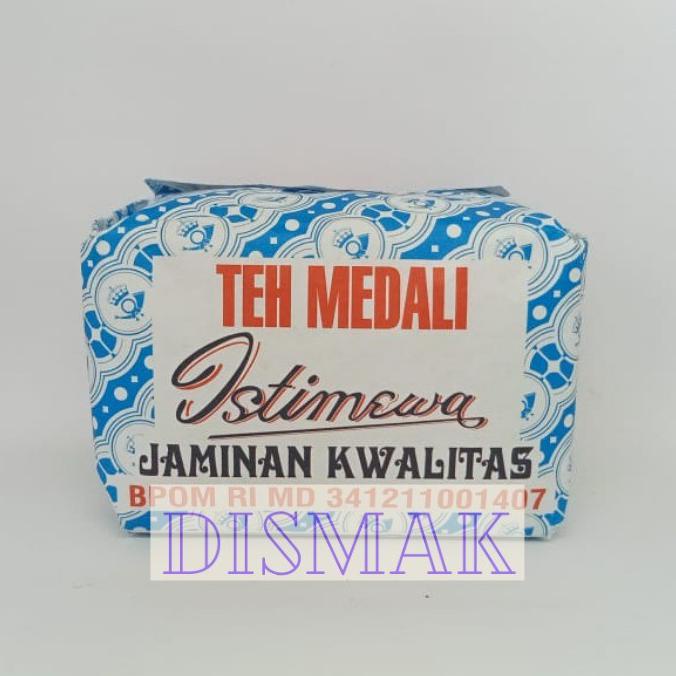 TEH MEDALI
Istimewa
JAMINAN KWALITAS
BPOM RI MD 341211001407
DISMAK